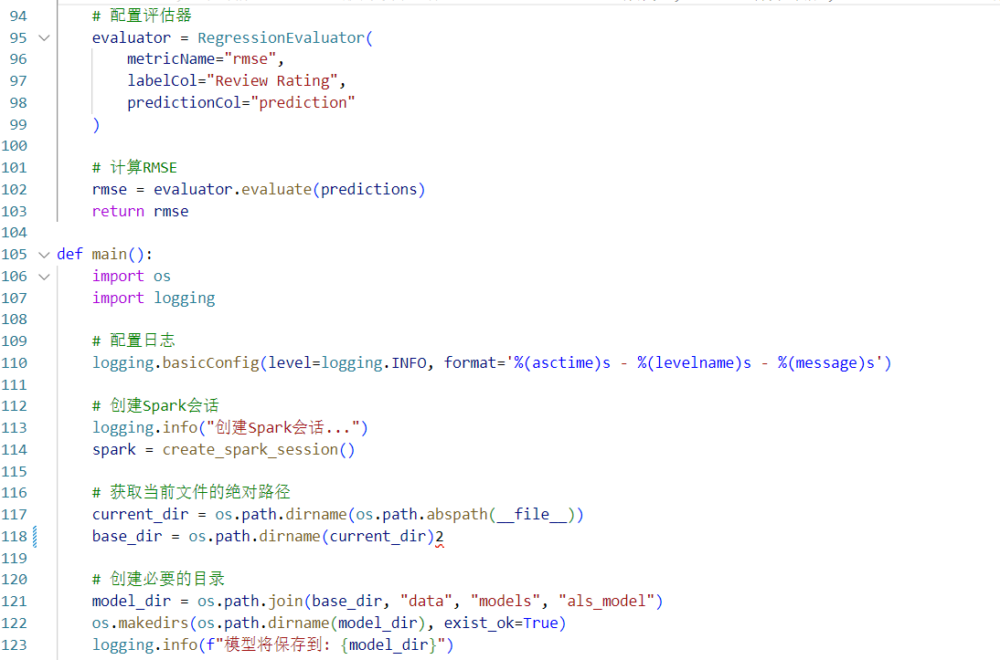 94 # 配置评估器
95 evaluator = RegressionEvaluator(
96 metricName="rmse",
97 labelCol="Review Rating",
98 predictionCol="prediction"
99 )
100
101 # 计算RMSE
102 rmse = evaluator.evaluate(predictions)
103 return rmse
104
105 def main():
106 import os
107 import logging
108
109 # 配置日志
110 logging.basicConfig(level=logging.INFO, format='%(asctime)s - %(levelname)s - %(message)s')
111
112 # 创建Spark会话
113 logging.info("创建Spark会话...")
114 spark = create_spark_session()
115
116 # 获取当前文件的绝对路径
117 current_dir = os.path.dirname(os.path.abspath(__file__))
118 base_dir = os.path.dirname(current_dir)2
119
120 # 创建必要的目录
121 model_dir = os.path.join(base_dir, "data", "models", "als_model")
122 os.makedirs(os.path.dirname(model_dir), exist_ok=True)
123 logging.info(f"模型将保存到: {model_dir}")